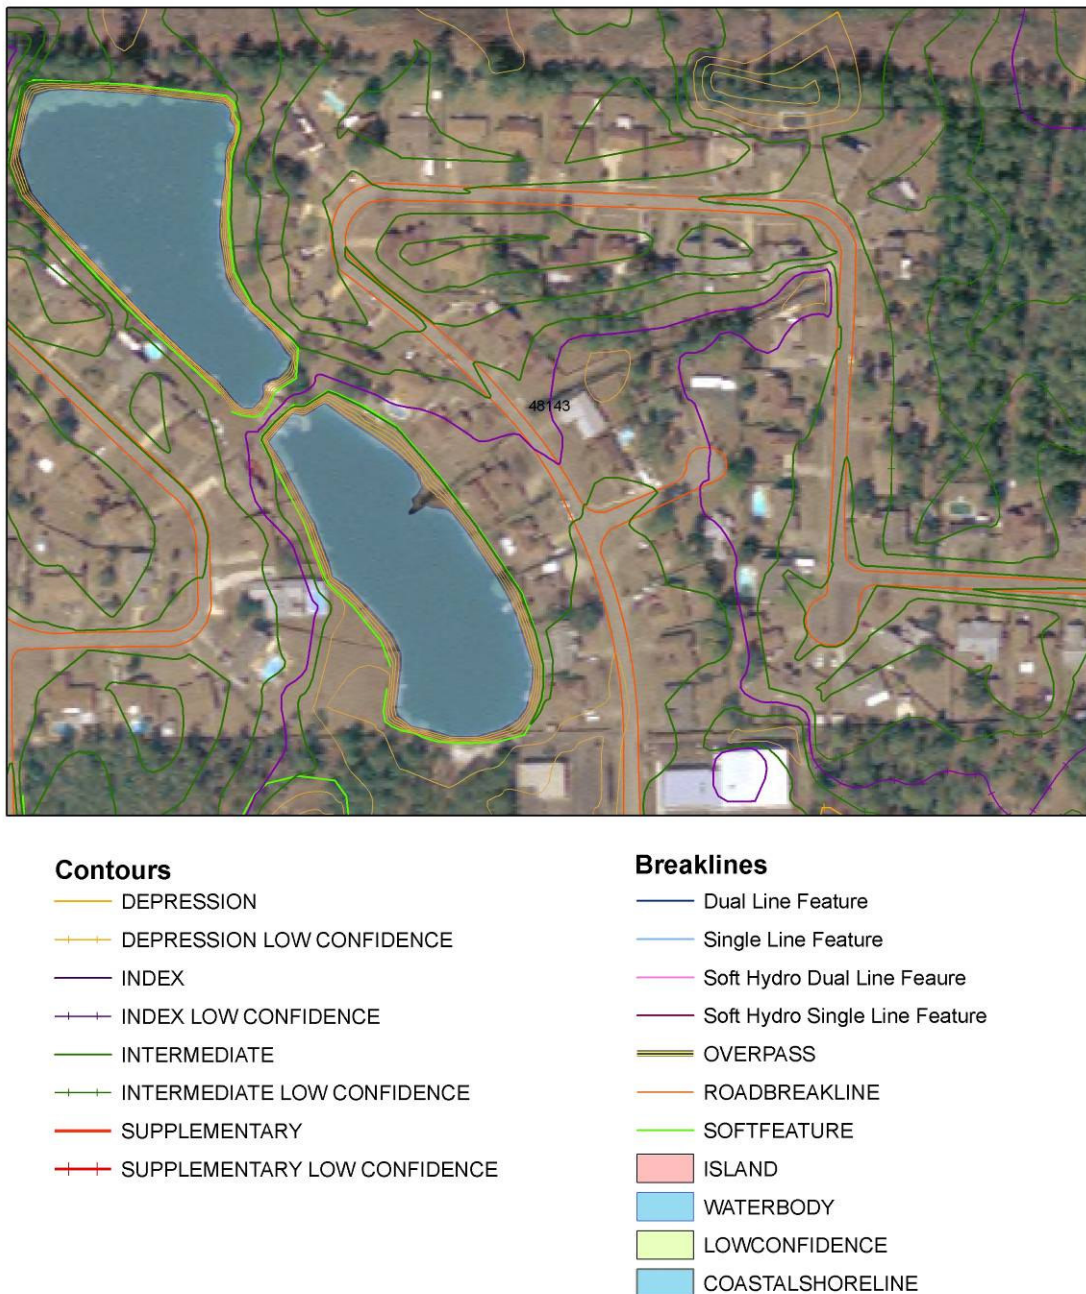 48143
Contours
DEPRESSION
DEPRESSION LOW CONFIDENCE
INDEX
INDEX LOW CONFIDENCE
INTERMEDIATE
INTERMEDIATE LOW CONFIDENCE
SUPPLEMENTARY
SUPPLEMENTARY LOW CONFIDENCE
Breaklines
Dual Line Feature
Single Line Feature
Soft Hydro Dual Line Feaure
Soft Hydro Single Line Feature
OVERPASS
ROADBREAKLINE
SOFTFEATURE
ISLAND
WATERBODY
LOWCONFIDENCE
COASTALSHORELINE